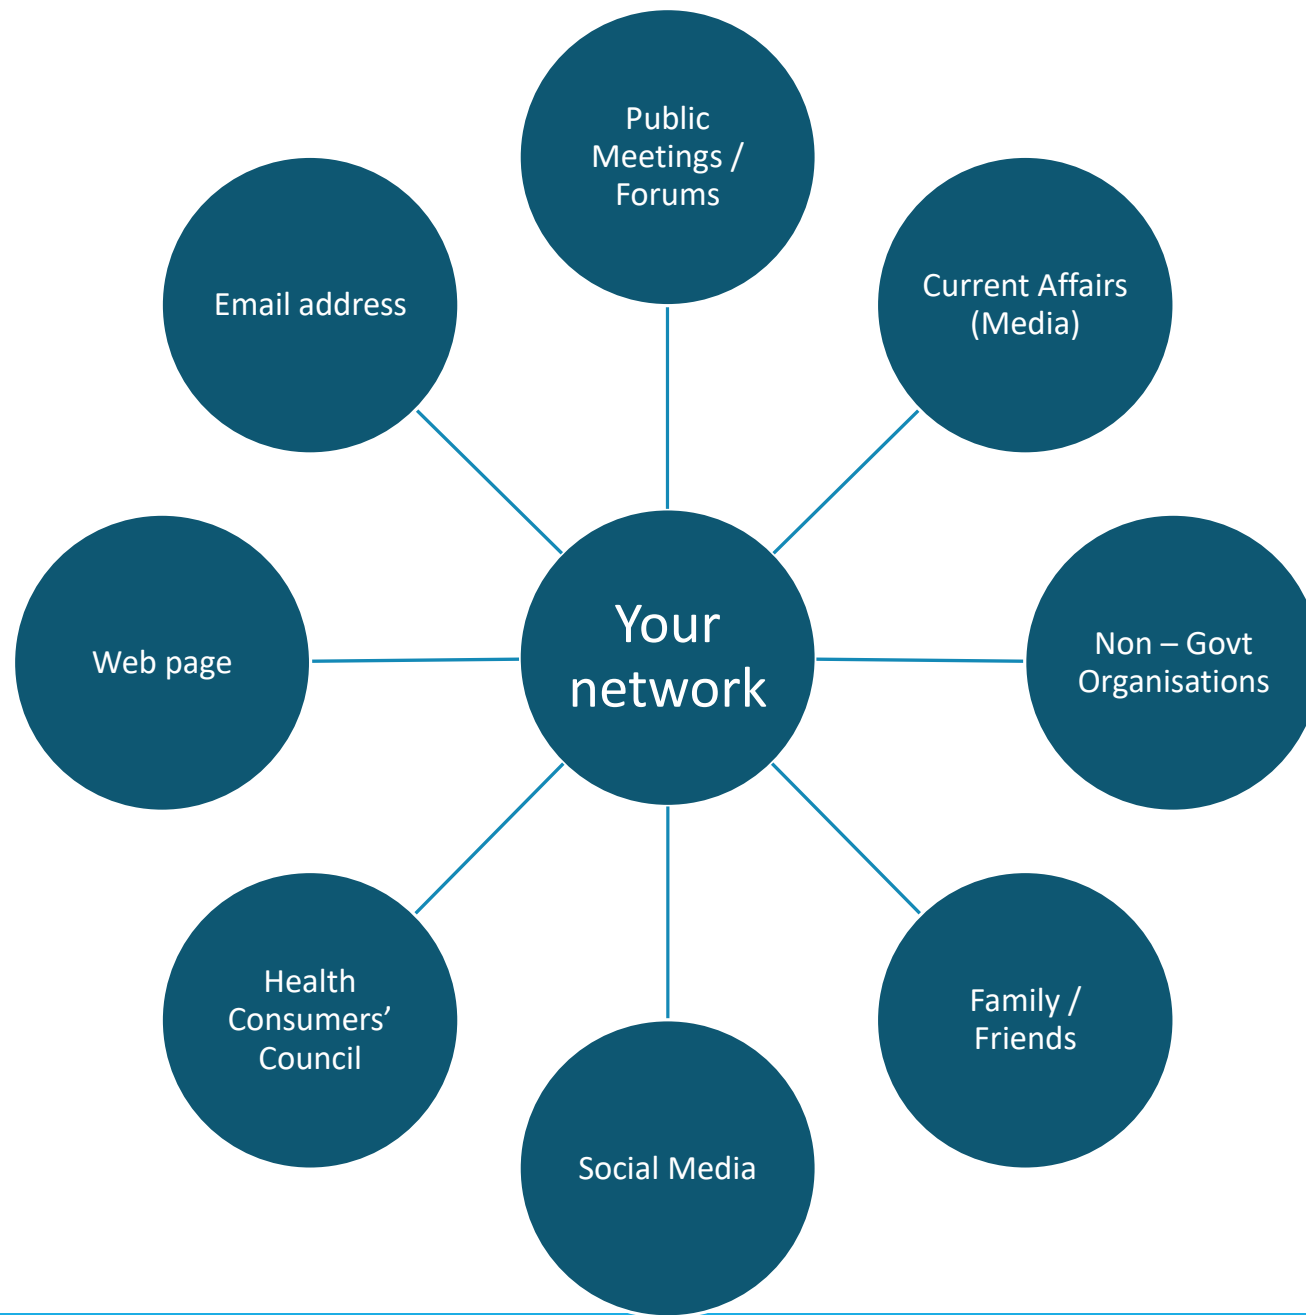 Public
Meetings /
Forums
Current Affairs
(Media)
Non – Govt
Organisations
Family /
Friends
Social Media
Health
Consumers’
Council
Web page
Email address
Your
network